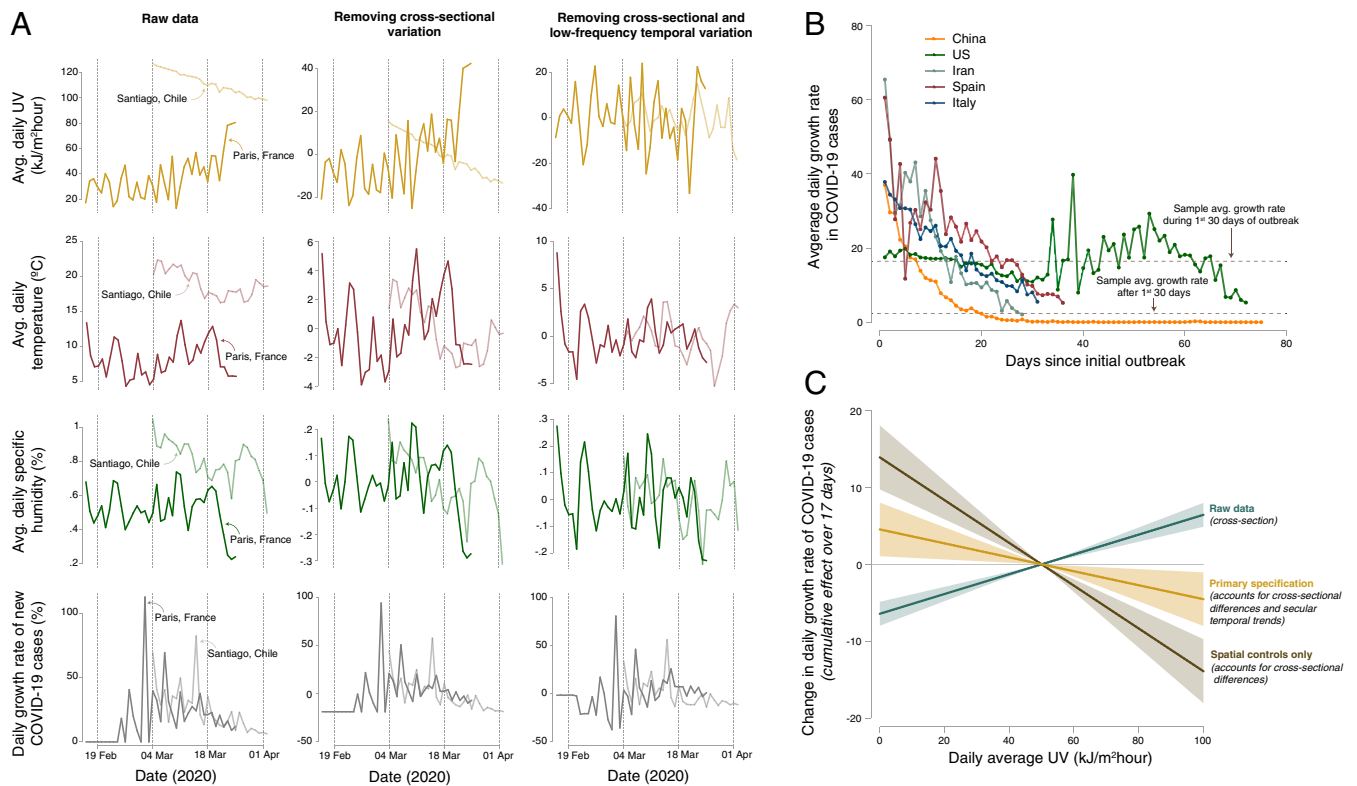 A
Raw data
Removing cross-sectional
variation
Removing cross-sectional and
low-frequency temporal variation
Avg. daily UV
(kJ/m²hour)
120
100
80
60
40
20
Santiago, Chile
Paris, France
40
20
0
-20
20
0
-20
-40
Avg. daily
temperature (ºC)
25
20
15
10
5
Santiago, Chile
Paris, France
6
4
2
0
-2
-4
10
5
0
-5
Avg. daily specific
humidity (%)
1
.8
.6
.4
.2
Santiago, Chile
Paris, France
.2
.1
0
-.1
-.2
-.3
.3
.2
.1
0
-.1
-.2
Daily growth rate of new
COVID-19 cases (%)
100
50
0
Paris, France
Santiago, Chile
100
50
0
-50
100
50
0
-50
19 Feb 04 Mar 18 Mar 01 Apr
19 Feb 04 Mar 18 Mar 01 Apr
19 Feb 04 Mar 18 Mar 01 Apr
Date (2020)
Date (2020)
Date (2020)
B
China
US
Iran
Spain
Italy
Avgerage daily growth rate
in COVID-19 cases
80
60
40
20
0
Sample avg. growth rate
during 1st 30 days of outbreak
Sample avg. growth rate
after 1st 30 days
0 20 40 60 80
Days since initial outbreak
C
Change in daily growth rate of COVID-19 cases
(cumulative effect over 17 days)
20
10
0
-10
-20
Raw data
(cross-section)
Primary specification
(accounts for cross-sectional
differences and secular
temporal trends)
Spatial controls only
(accounts for cross-sectional
differences)
0 20 40 60 80 100
Daily average UV (kJ/m²hour)